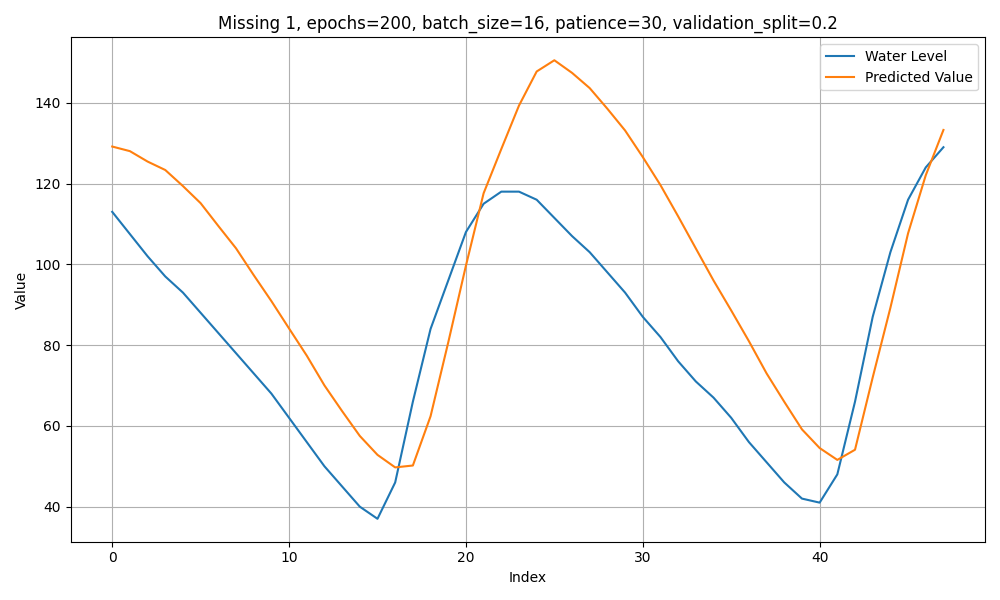 Missing 1, epochs=200, batch_size=16, patience=30, validation_split=0.2
Water Level
Predicted Value
Value
140
120
100
80
60
40
0 10 20 30 40
Index